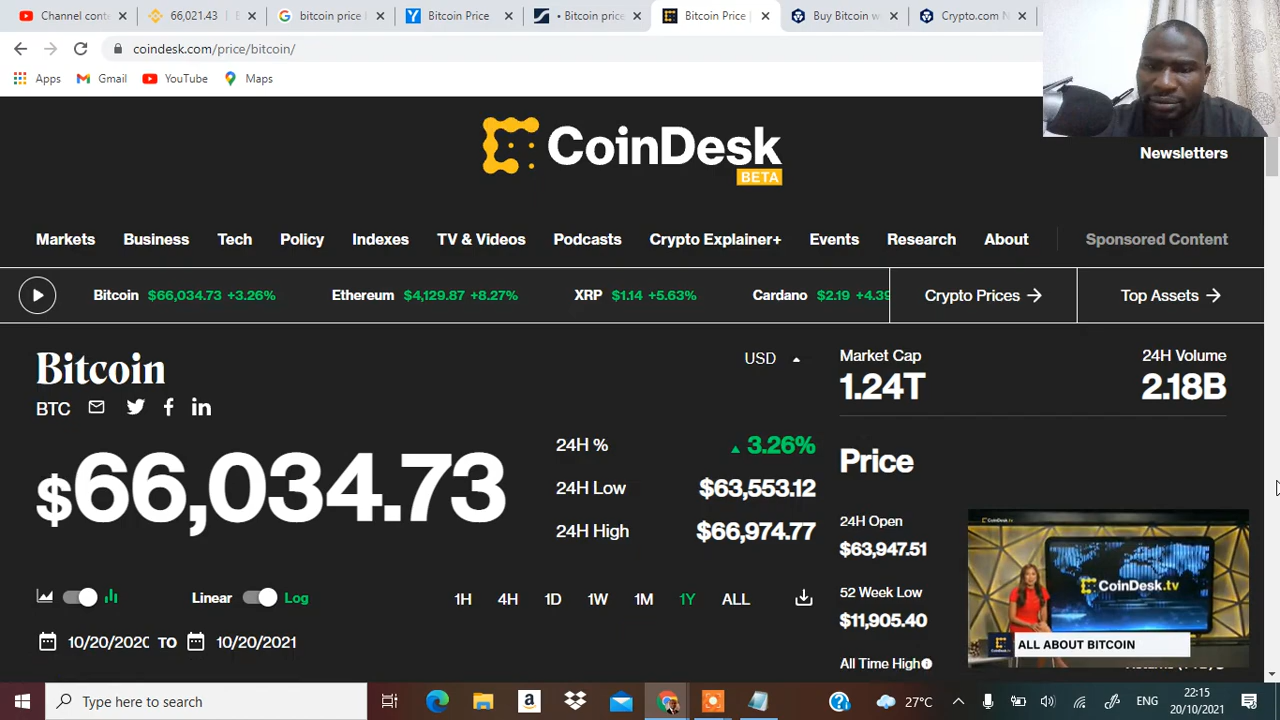 Channel conte
66,021.43
E
bitcoin price
Bitcoin Price
• Bitcoin price
Bitcoin Price
Buy Bitcoin w
Crypto.com N
coindesk.com/price/bitcoin/
Apps
Gmail
YouTube
Maps
CoinDesk
BETA
Newsletters
Markets
Business
Tech
Policy
Indexes
TV & Videos
Podcasts
Crypto Explainer+
Events
Research
About
Sponsored Content
Bitcoin $66,034.73 +3.26%
Ethereum $4,129.87 +8.27%
XRP $1.14 +5.63%
Cardano $2.19 +4.39
Crypto Prices →
Top Assets →
Bitcoin
USD
Market Cap
24H Volume
BTC
1.24T
2.18B
$66,034.73
24H %
3.26%
24H Low
$63,553.12
24H High
$66,974.77
Price
24H Open
$63,947.51
52 Week Low
$11,905.40
All Time High
CoinDesk.tv
CoinDesk.tv
ALL ABOUT BITCOIN
Linear
Log
1H
4H
1D
1W
1M
1Y
ALL
10/20/2020 TO 10/20/2021
Type here to search
27°C
ENG
22:15
20/10/2021